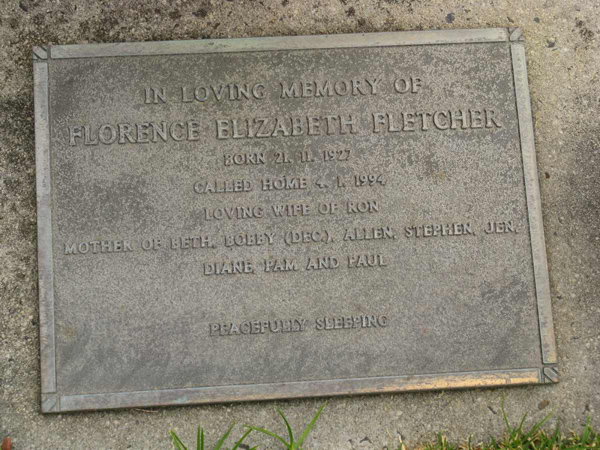 IN LOVING MEMORY OF
FLORENCE ELIZABETH FLETCHER
BORN 21. 11. 1927
CALLED HOME 4. 1. 1994
LOVING WIFE OF RON
MOTHER OF BETH, BOBBY (DEC.), ALLEN, STEPHEN, JEN,
DIANE, PAM AND PAUL
PEACEFULLY SLEEPING